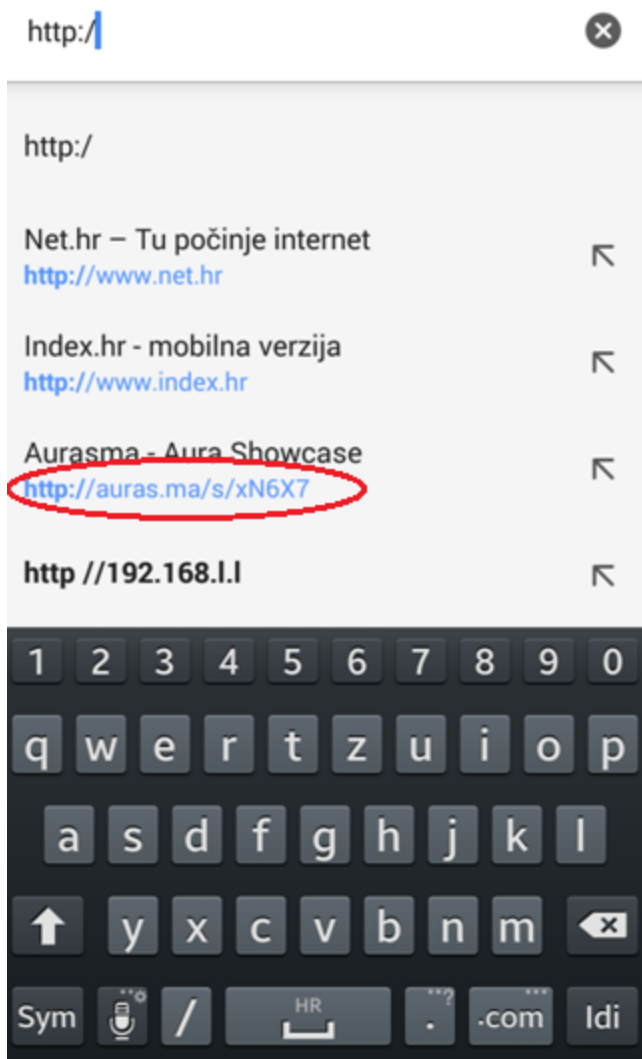 http:/
http:/
Net.hr – Tu počinje internet
http://www.net.hr
Index.hr - mobilna verzija
http://www.index.hr
Aurasma - Aura Showcase
http://auras.ma/s/xN6X7
http //192.168.l.l
1 2 3 4 5 6 7 8 9 0
q w e r t z u i o p
a s d f g h j k l
y x c v b n m
Sym / HR . ..? .com ... Idi